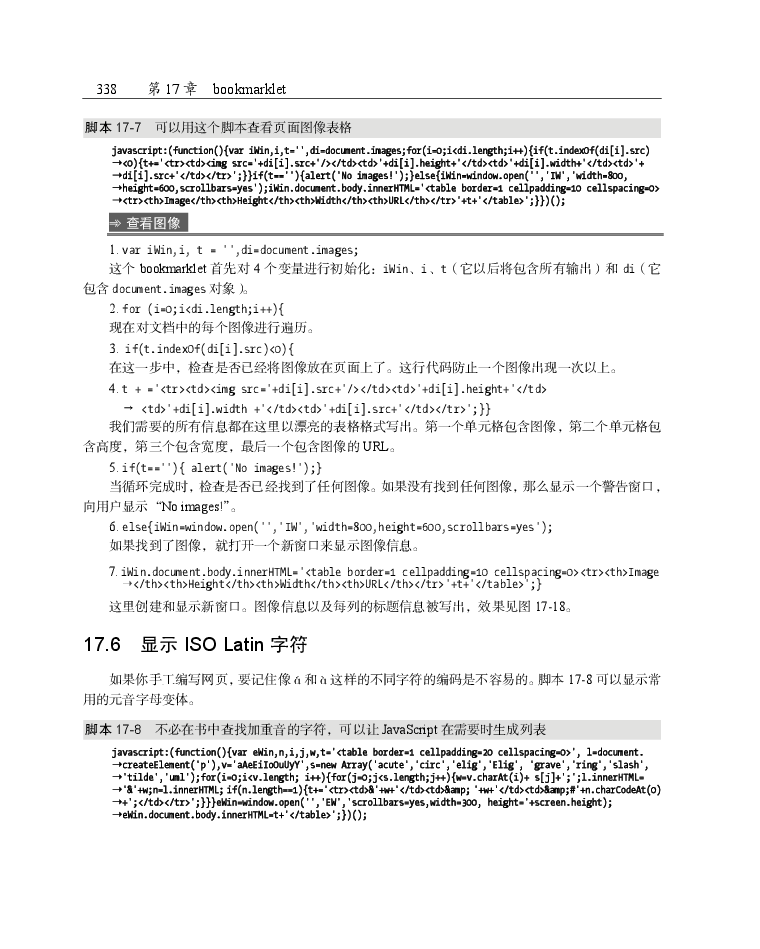 338 第 17 章 bookmarklet
脚本 17-7 可以用这个脚本查看页面图像表格
javascript:(function(){var iWin,i,t='',di=document.images;for(i=0;i<di.length;i++){if(t.indexOf(di[i].src)
→<0){t+='<tr><td><img src='+di[i].src+'/></td><td>'+di[i].height+'</td><td>'+di[i].width+'</td><td>'+
→di[i].src+'</td></tr>';}}if(t==''){alert('No images!');}else{iWin=window.open('','IW','width=800,
→height=600,scrollbars=yes');iWin.document.body.innerHTML='<table border=1 cellpadding=10 cellspacing=0>
→<tr><th>Image</th><th>Height</th><th>Width</th><th>URL</th></tr>'+t+'</table>';}})();
查看图像
1. var iWin,i, t = '',di=document.images;
这个 bookmarklet 首先对 4 个变量进行初始化：iWin、i、t（它以后将包含所有输出）和 di（它
包含 document.images 对象）。
2. for (i=0;i<di.length;i++){
现在对文档中的每个图像进行遍历。
3. if(t.indexOf(di[i].src)<0){
在这一步中，检查是否已经将图像放在页面上了。这行代码防止一个图像出现一次以上。
4. t + ='<tr><td><img src='+di[i].src+'/></td><td>'+di[i].height+'</td>
→ <td>'+di[i].width +'</td><td>'+di[i].src+'</td></tr>';}}
我们需要的所有信息都在这里以漂亮的表格格式写出。第一个单元格包含图像，第二个单元格包
含高度，第三个包含宽度，最后一个包含图像的 URL。
5. if(t==''){ alert('No images!');}
当循环完成时，检查是否已经找到了任何图像。如果没有找到任何图像，那么显示一个警告窗口，
向用户显示 “No images!”。
6. else{iWin=window.open('','IW','width=800,height=600,scrollbars=yes');
如果找到了图像，就打开一个新窗口来显示图像信息。
7. iWin.document.body.innerHTML='<table border=1 cellpadding=10 cellspacing=0><tr><th>Image
→</th><th>Height</th><th>Width</th><th>URL</th></tr>'+t+'</table>';}
这里创建和显示新窗口。图像信息以及每列的标题信息被写出，效果见图 17-18。
17.6 显示 ISO Latin 字符
如果你手工编写网页，要记住像 á 和 à 这样的不同字符的编码是不容易的。脚本 17-8 可以显示常
用的元音字母变体。
脚本 17-8 不必在书中查找加重音的字符，可以让 JavaScript 在需要时生成列表
javascript:(function(){var eWin,n,i,j,w,t='<table border=1 cellpadding=20 cellspacing=0>', l=document.
→createElement('p'),v='aAeEiIoOuUyY',s=new Array('acute','circ','elig','Elig', 'grave','ring','slash',
→'tilde','uml');for(i=0;i<v.length; i++){for(j=0;j<s.length;j++){w=v.charAt(i)+ s[j]+';';l.innerHTML=
→'&'+w;n=l.innerHTML; if(n.length==1){t+='<tr><td>&'+w+'</td><td>&amp; '+w+'</td><td>&amp;#'+n.charCodeAt(0)
→+';</td></tr>';}}}eWin=window.open('','EW','scrollbars=yes,width=300, height='+screen.height);
→eWin.document.body.innerHTML=t+'</table>';})();